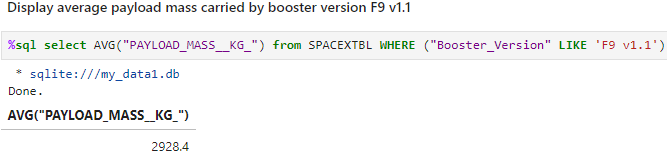 Display average payload mass carried by booster version F9 v1.1
%sql select AVG("PAYLOAD_MASS__KG_") from SPACEXTBL WHERE ("Booster_Version" LIKE 'F9 v1.1')
* sqlite:///my_data1.db
Done.
AVG("PAYLOAD_MASS__KG_")
2928.4